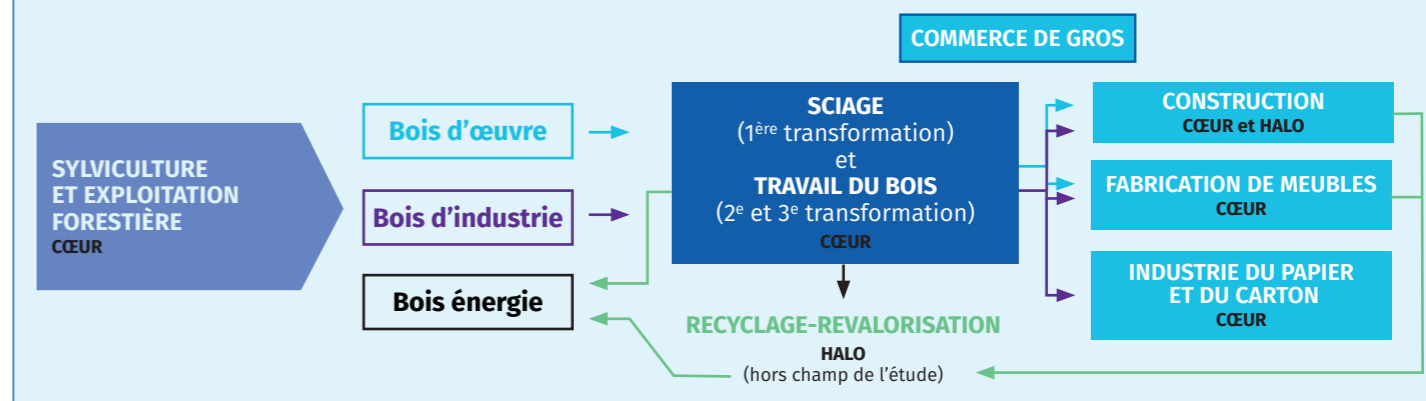 COMMERCE DE GROS
SYLVICULTURE
ET EXPLOITATION
FORESTIÈRE
CŒUR
Bois d’œuvre
Bois d’industrie
Bois énergie
SCIAGE
(1ère transformation)
et
TRAVAIL DU BOIS
(2e et 3e transformation)
CŒUR
RECYCLAGE-REVALORISATION
HALO
(hors champ de l’étude)
CONSTRUCTION
CŒUR et HALO
FABRICATION DE MEUBLES
CŒUR
INDUSTRIE DU PAPIER
ET DU CARTON
CŒUR